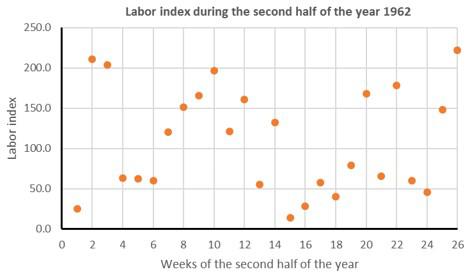 Labor index during the second half of the year 1962
250.0
200.0
150.0
100.0
50.0
0.0
Labor index
0 2 4 6 8 10 12 14 16 18 20 22 24 26
Weeks of the second half of the year